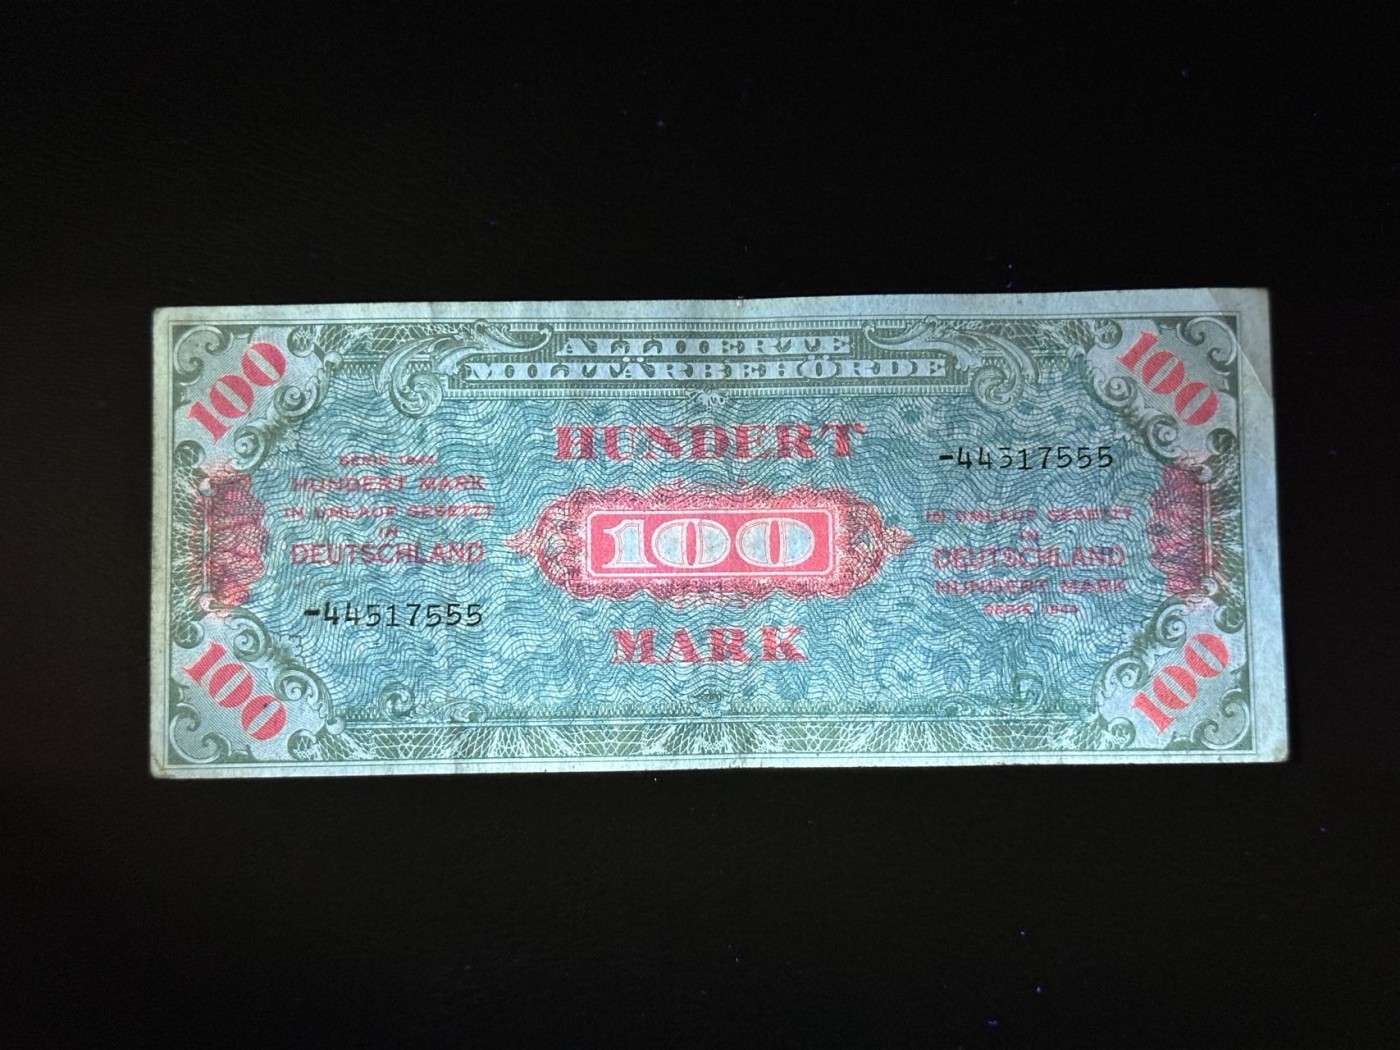 ALLIIERTE
MILITÄRBEHÖRDE
100
100
HUNDERT
100
MARK
SERIE 1944
HUNDERT MARK
IN UMLAUF GESETZT
IN
DEUTSCHLAND
-44517555
-44317555
IN UMLAUF GESETZT
IN
DEUTSCHLAND
HUNDERT MARK
SERIE 1944
100
100